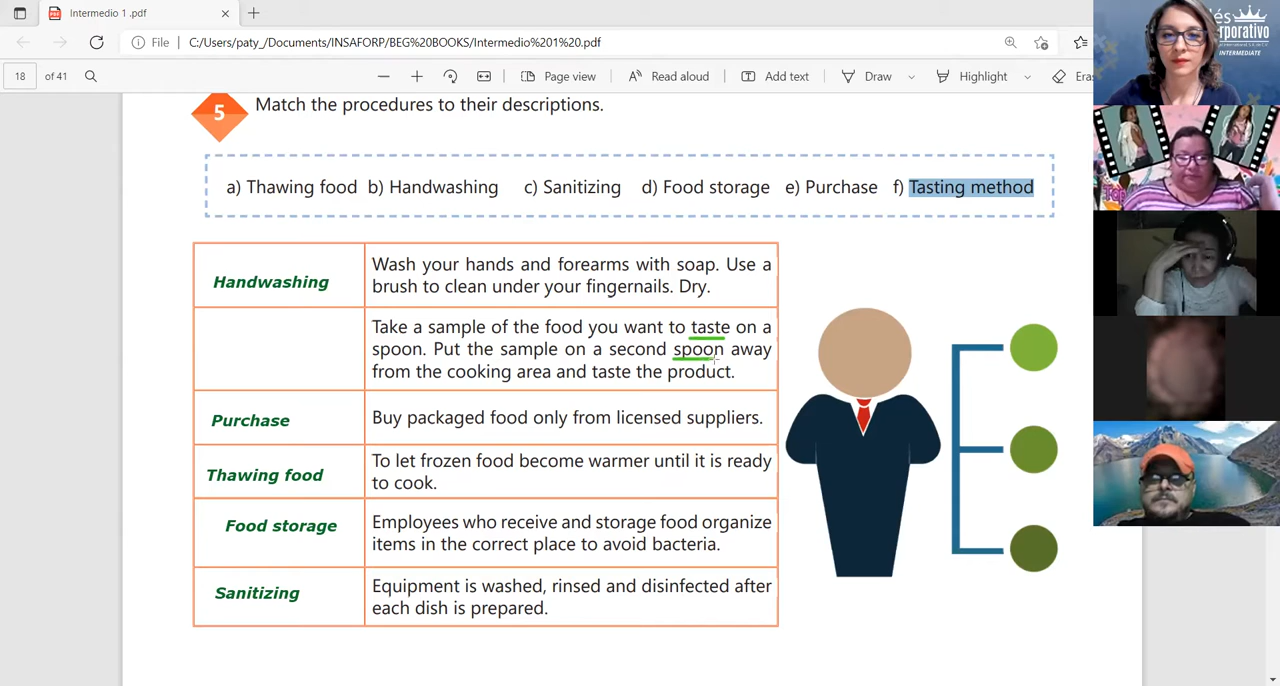 Intermedio 1 .pdf
File C:/Users/paty_/Documents/INSAFORP/BEG%20BOOKS/Intermedio%201%20.pdf
18 of 41 Page view Read aloud Add text Draw Highlight Eras
5 Match the procedures to their descriptions.
a) Thawing food b) Handwashing c) Sanitizing d) Food storage e) Purchase f) Tasting method
Handwashing
Wash your hands and forearms with soap. Use a
brush to clean under your fingernails. Dry.
Take a sample of the food you want to taste on a
spoon. Put the sample on a second spoon away
from the cooking area and taste the product.
Purchase
Buy packaged food only from licensed suppliers.
Thawing food
To let frozen food become warmer until it is ready
to cook.
Food storage
Employees who receive and storage food organize
items in the correct place to avoid bacteria.
Sanitizing
Equipment is washed, rinsed and disinfected after
each dish is prepared.
lés
rporativo
INTERMEDIATE